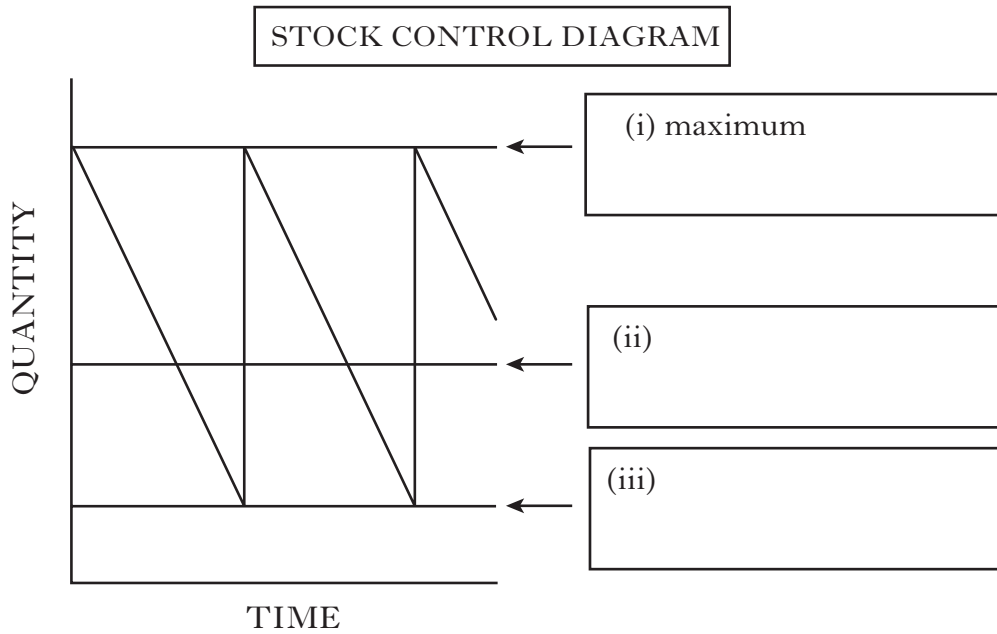 STOCK CONTROL DIAGRAM
(i) maximum
QUANTITY
(ii)
(iii)
TIME